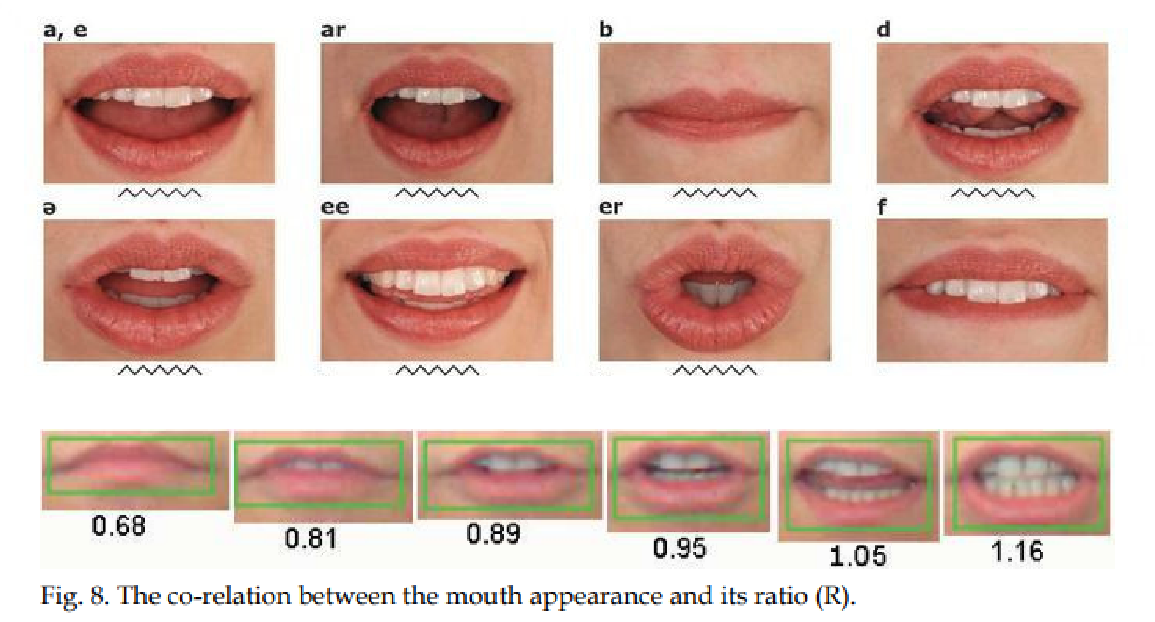 a, e ar b d
ə ee er f
0.68 0.81 0.89 0.95 1.05 1.16
Fig. 8. The co-relation between the mouth appearance and its ratio (R).